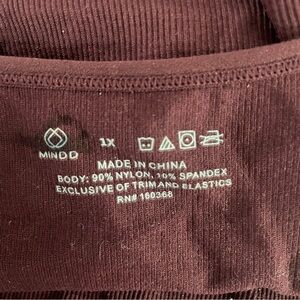 MINDD 1X
MADE IN CHINA
BODY: 90% NYLON, 10% SPANDEX
EXCLUSIVE OF TRIM AND ELASTICS
RN# 160368